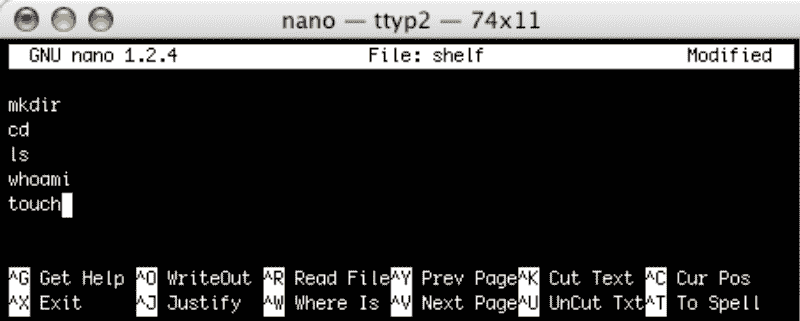 nano — ttyp2 — 74x11
GNU nano 1.2.4 File: shelf Modified
mkdir
cd
ls
whoami
touch
^G Get Help ^O WriteOut ^R Read File ^Y Prev Page ^K Cut Text ^C Cur Pos
^X Exit ^J Justify ^W Where Is ^V Next Page ^U UnCut Txt ^T To Spell